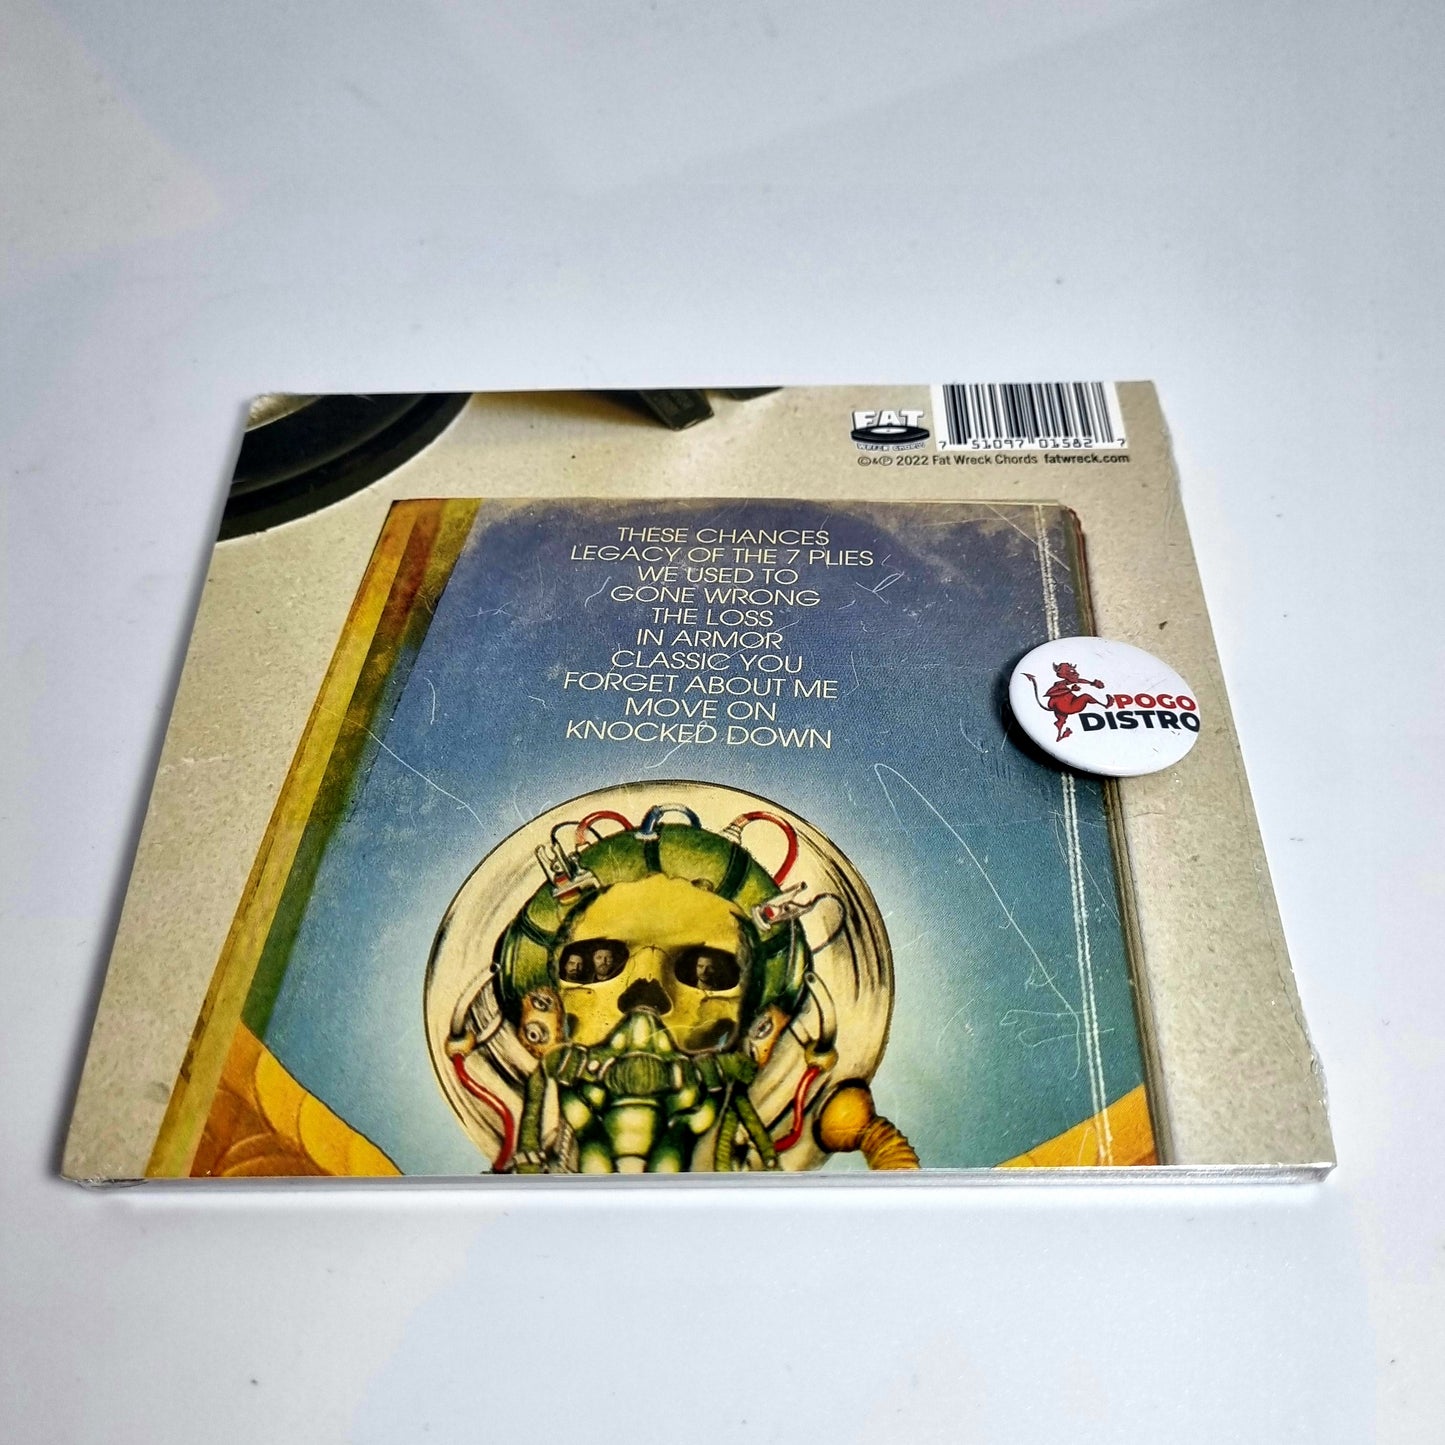 FAT
WRECK CHORDS
7 51097 01582 7
©&℗ 2022 Fat Wreck Chords fatwreck.com
THESE CHANCES
LEGACY OF THE 7 PLIES
WE USED TO
GONE WRONG
THE LOSS
IN ARMOR
CLASSIC YOU
FORGET ABOUT ME
MOVE ON
KNOCKED DOWN
POGO
DISTRO